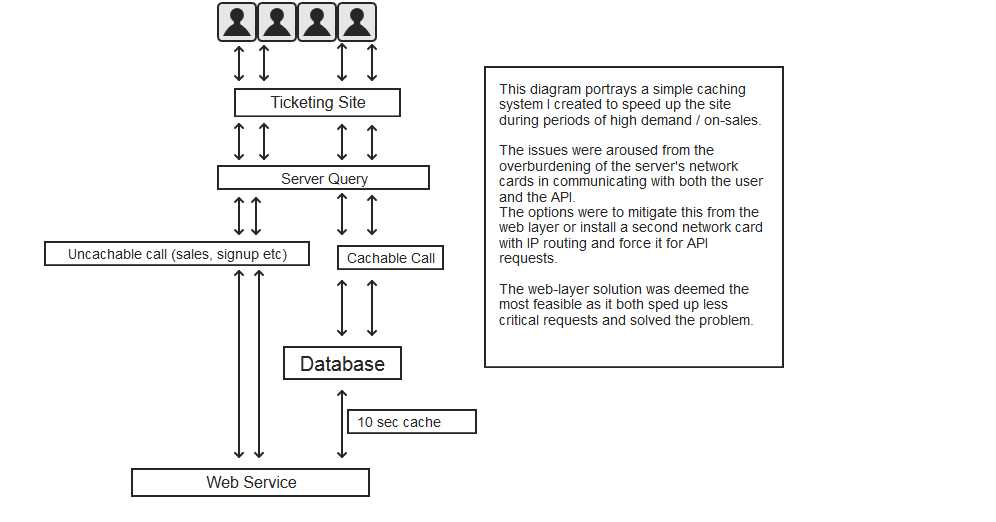 Ticketing Site
Server Query
Uncachable call (sales, signup etc)
Cachable Call
Database
10 sec cache
Web Service
This diagram portrays a simple caching
system I created to speed up the site
during periods of high demand / on-sales.
The issues were aroused from the
overburdening of the server's network
cards in communicating with both the user
and the API.
The options were to mitigate this from the
web layer or install a second network card
with IP routing and force it for API
requests.
The web-layer solution was deemed the
most feasible as it both sped up less
critical requests and solved the problem.